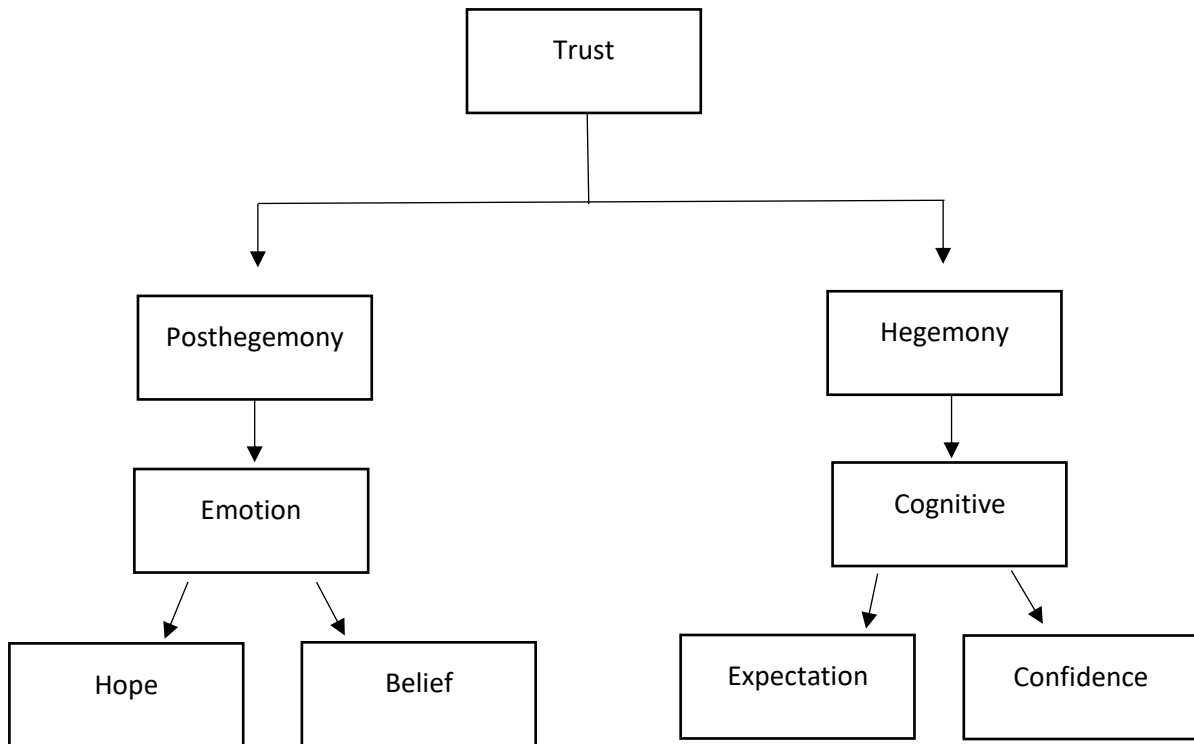 Trust
Posthegemony
Hegemony
Emotion
Cognitive
Hope
Belief
Expectation
Confidence